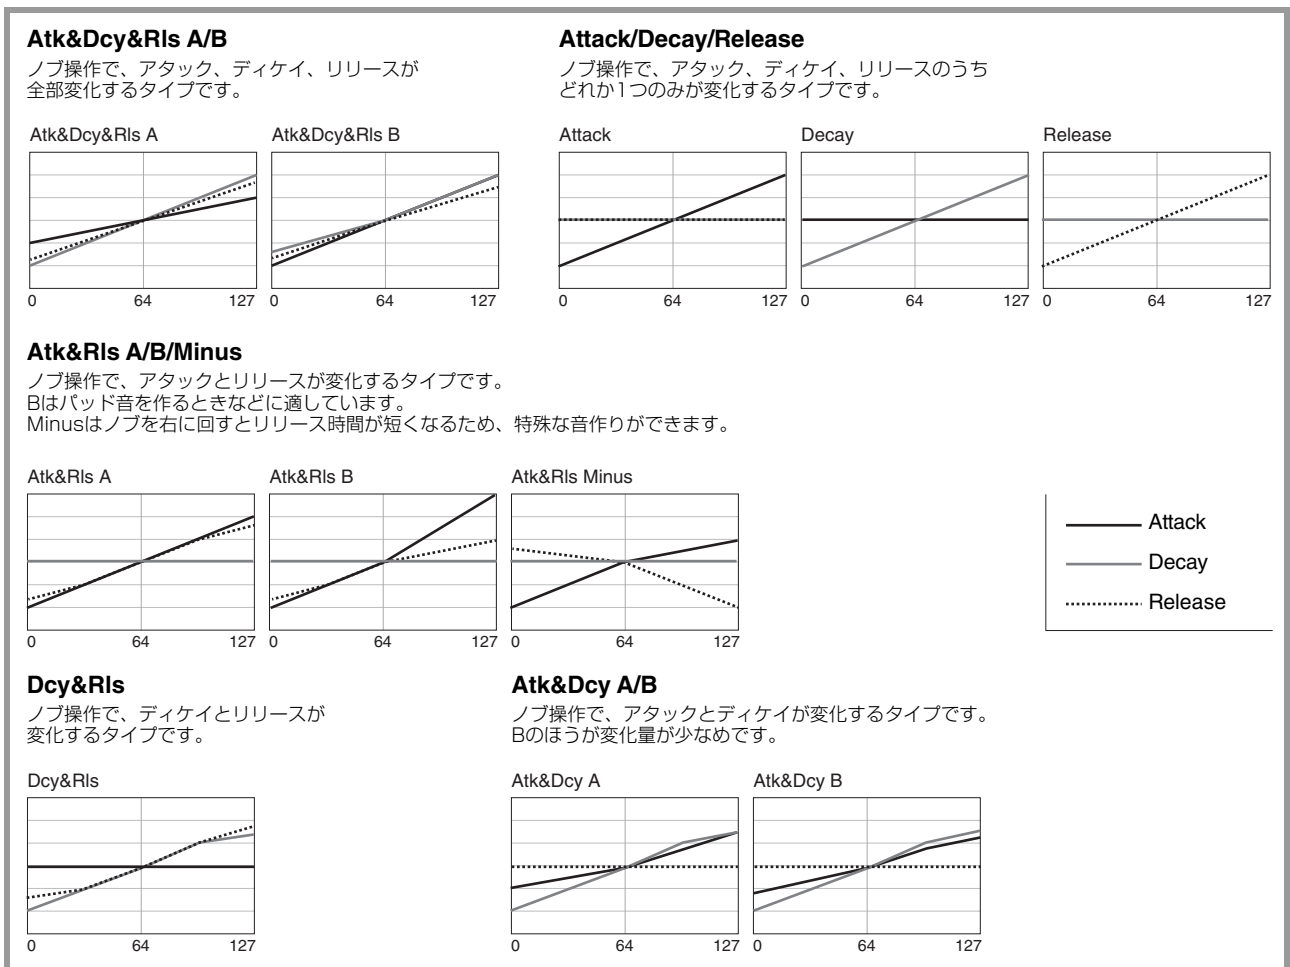 Atk&Dcy&Rls A/B
ノブ操作で、アタック、ディケイ、リリースが
全部変化するタイプです。
Atk&Dcy&Rls A
Atk&Dcy&Rls B
0 64 127
0 64 127
Attack/Decay/Release
ノブ操作で、アタック、ディケイ、リリースのうち
どれか1つのみが変化するタイプです。
Attack
Decay
Release
0 64 127
0 64 127
0 64 127
Atk&Rls A/B/Minus
ノブ操作で、アタックとリリースが変化するタイプです。
Bはパッド音を作るときなどに適しています。
Minusはノブを右に回すとリリース時間が短くなるため、特殊な音作りができます。
Atk&Rls A
Atk&Rls B
Atk&Rls Minus
0 64 127
0 64 127
0 64 127
Attack
Decay
Release
Dcy&Rls
ノブ操作で、ディケイとリリースが
変化するタイプです。
Dcy&Rls
0 64 127
Atk&Dcy A/B
ノブ操作で、アタックとディケイが変化するタイプです。
Bのほうが変化量が少なめです。
Atk&Dcy A
Atk&Dcy B
0 64 127
0 64 127